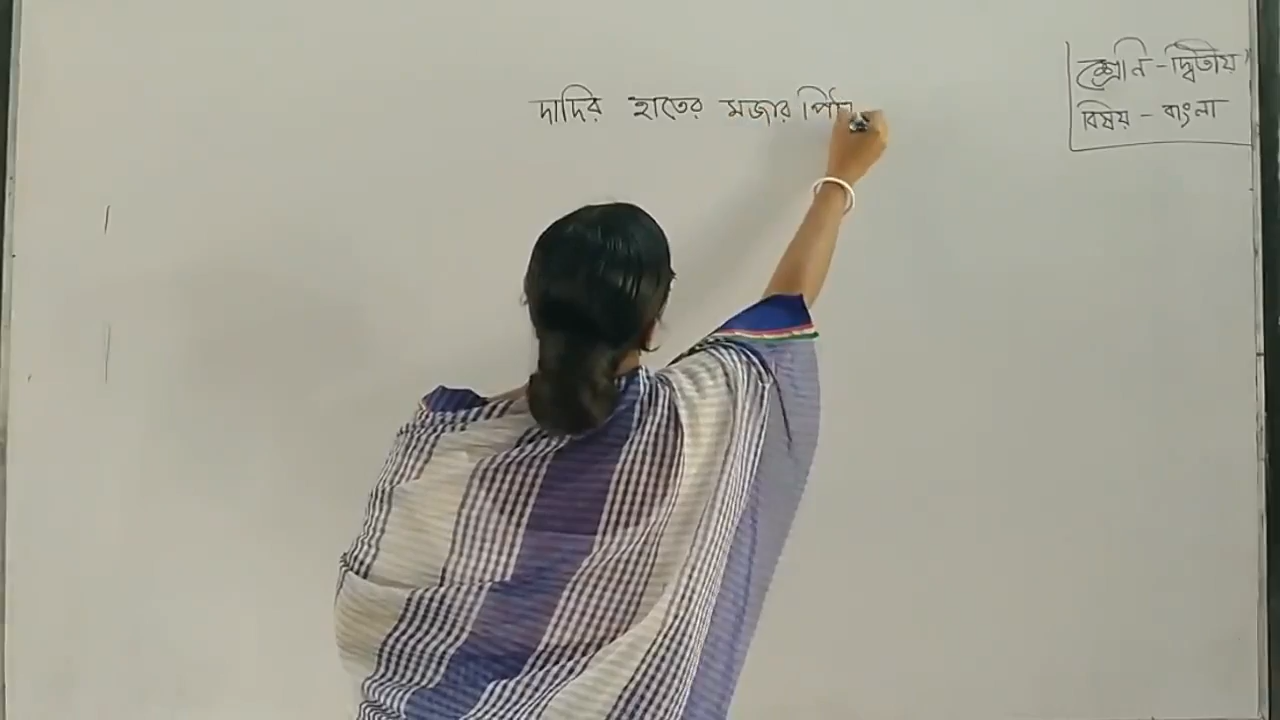 দাদির হাতের মজার
শ্রেনি - দ্বিতীয়
বিষয় - বাংলা